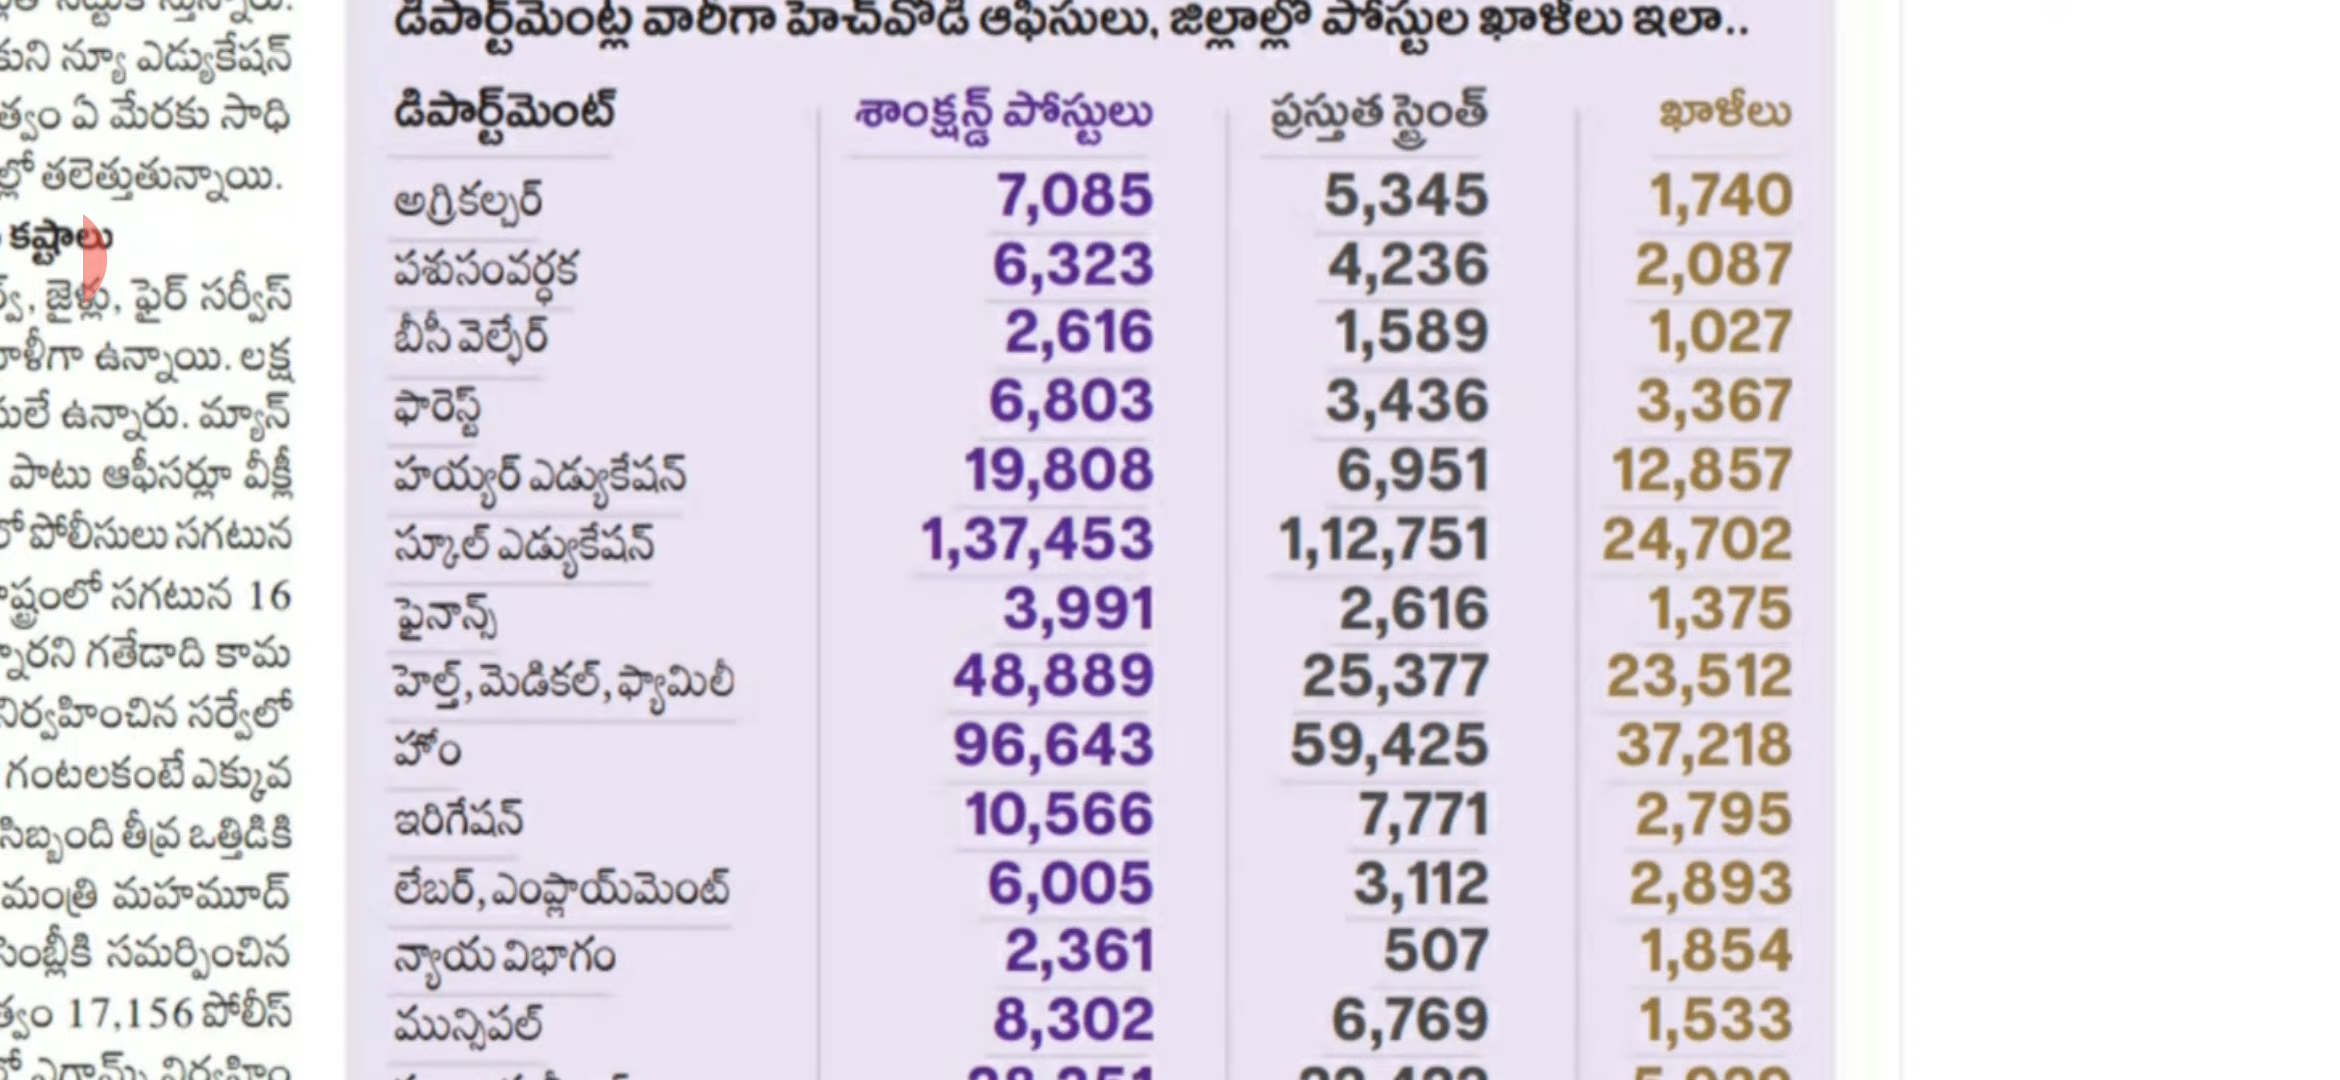 కుని న్యూ ఎడ్యుకేషన్
త్వం ఏ మేరకు సాధి
ల్లో తలెత్తుతున్నాయి.
కష్టాలు
జైళ్లు, ఫైర్ సర్వీస్
ఉన్నాయి. లక్ష
ఉన్నారు. మ్యాన్
పాటు ఆఫీసర్లూ వీక్లీ
పోలీసులు సగటున
సగటున 16
గతేడాది కామ
నిర్వహించిన సర్వేలో
గంటలకంటే ఎక్కువ
సిబ్బంది తీవ్ర ఒత్తిడికి
మంత్రి మహమూద్
సమర్పించిన
త్వం 17,156 పోలీస్
డిపార్ట్‌మెంట్ల వారీగా హెచ్‌వోడీ ఆఫీసులు, జిల్లాల్లో పోస్టుల ఖాళీలు ఇలా..
డిపార్ట్‌మెంట్ శాంక్షన్డ్ పోస్టులు ప్రస్తుత స్ట్రెంత్ ఖాళీలు
అగ్రికల్చర్ 7,085 5,345 1,740
పశుసంవర్ధక 6,323 4,236 2,087
బీసీ వెల్ఫేర్ 2,616 1,589 1,027
ఫారెస్ట్ 6,803 3,436 3,367
హయ్యర్ ఎడ్యుకేషన్ 19,808 6,951 12,857
స్కూల్ ఎడ్యుకేషన్ 1,37,453 1,12,751 24,702
ఫైనాన్స్ 3,991 2,616 1,375
హెల్త్, మెడికల్, ఫ్యామిలీ 48,889 25,377 23,512
హోం 96,643 59,425 37,218
ఇరిగేషన్ 10,566 7,771 2,795
లేబర్, ఎంప్లాయ్‌మెంట్ 6,005 3,112 2,893
న్యాయ విభాగం 2,361 507 1,854
మున్సిపల్ 8,302 6,769 1,533